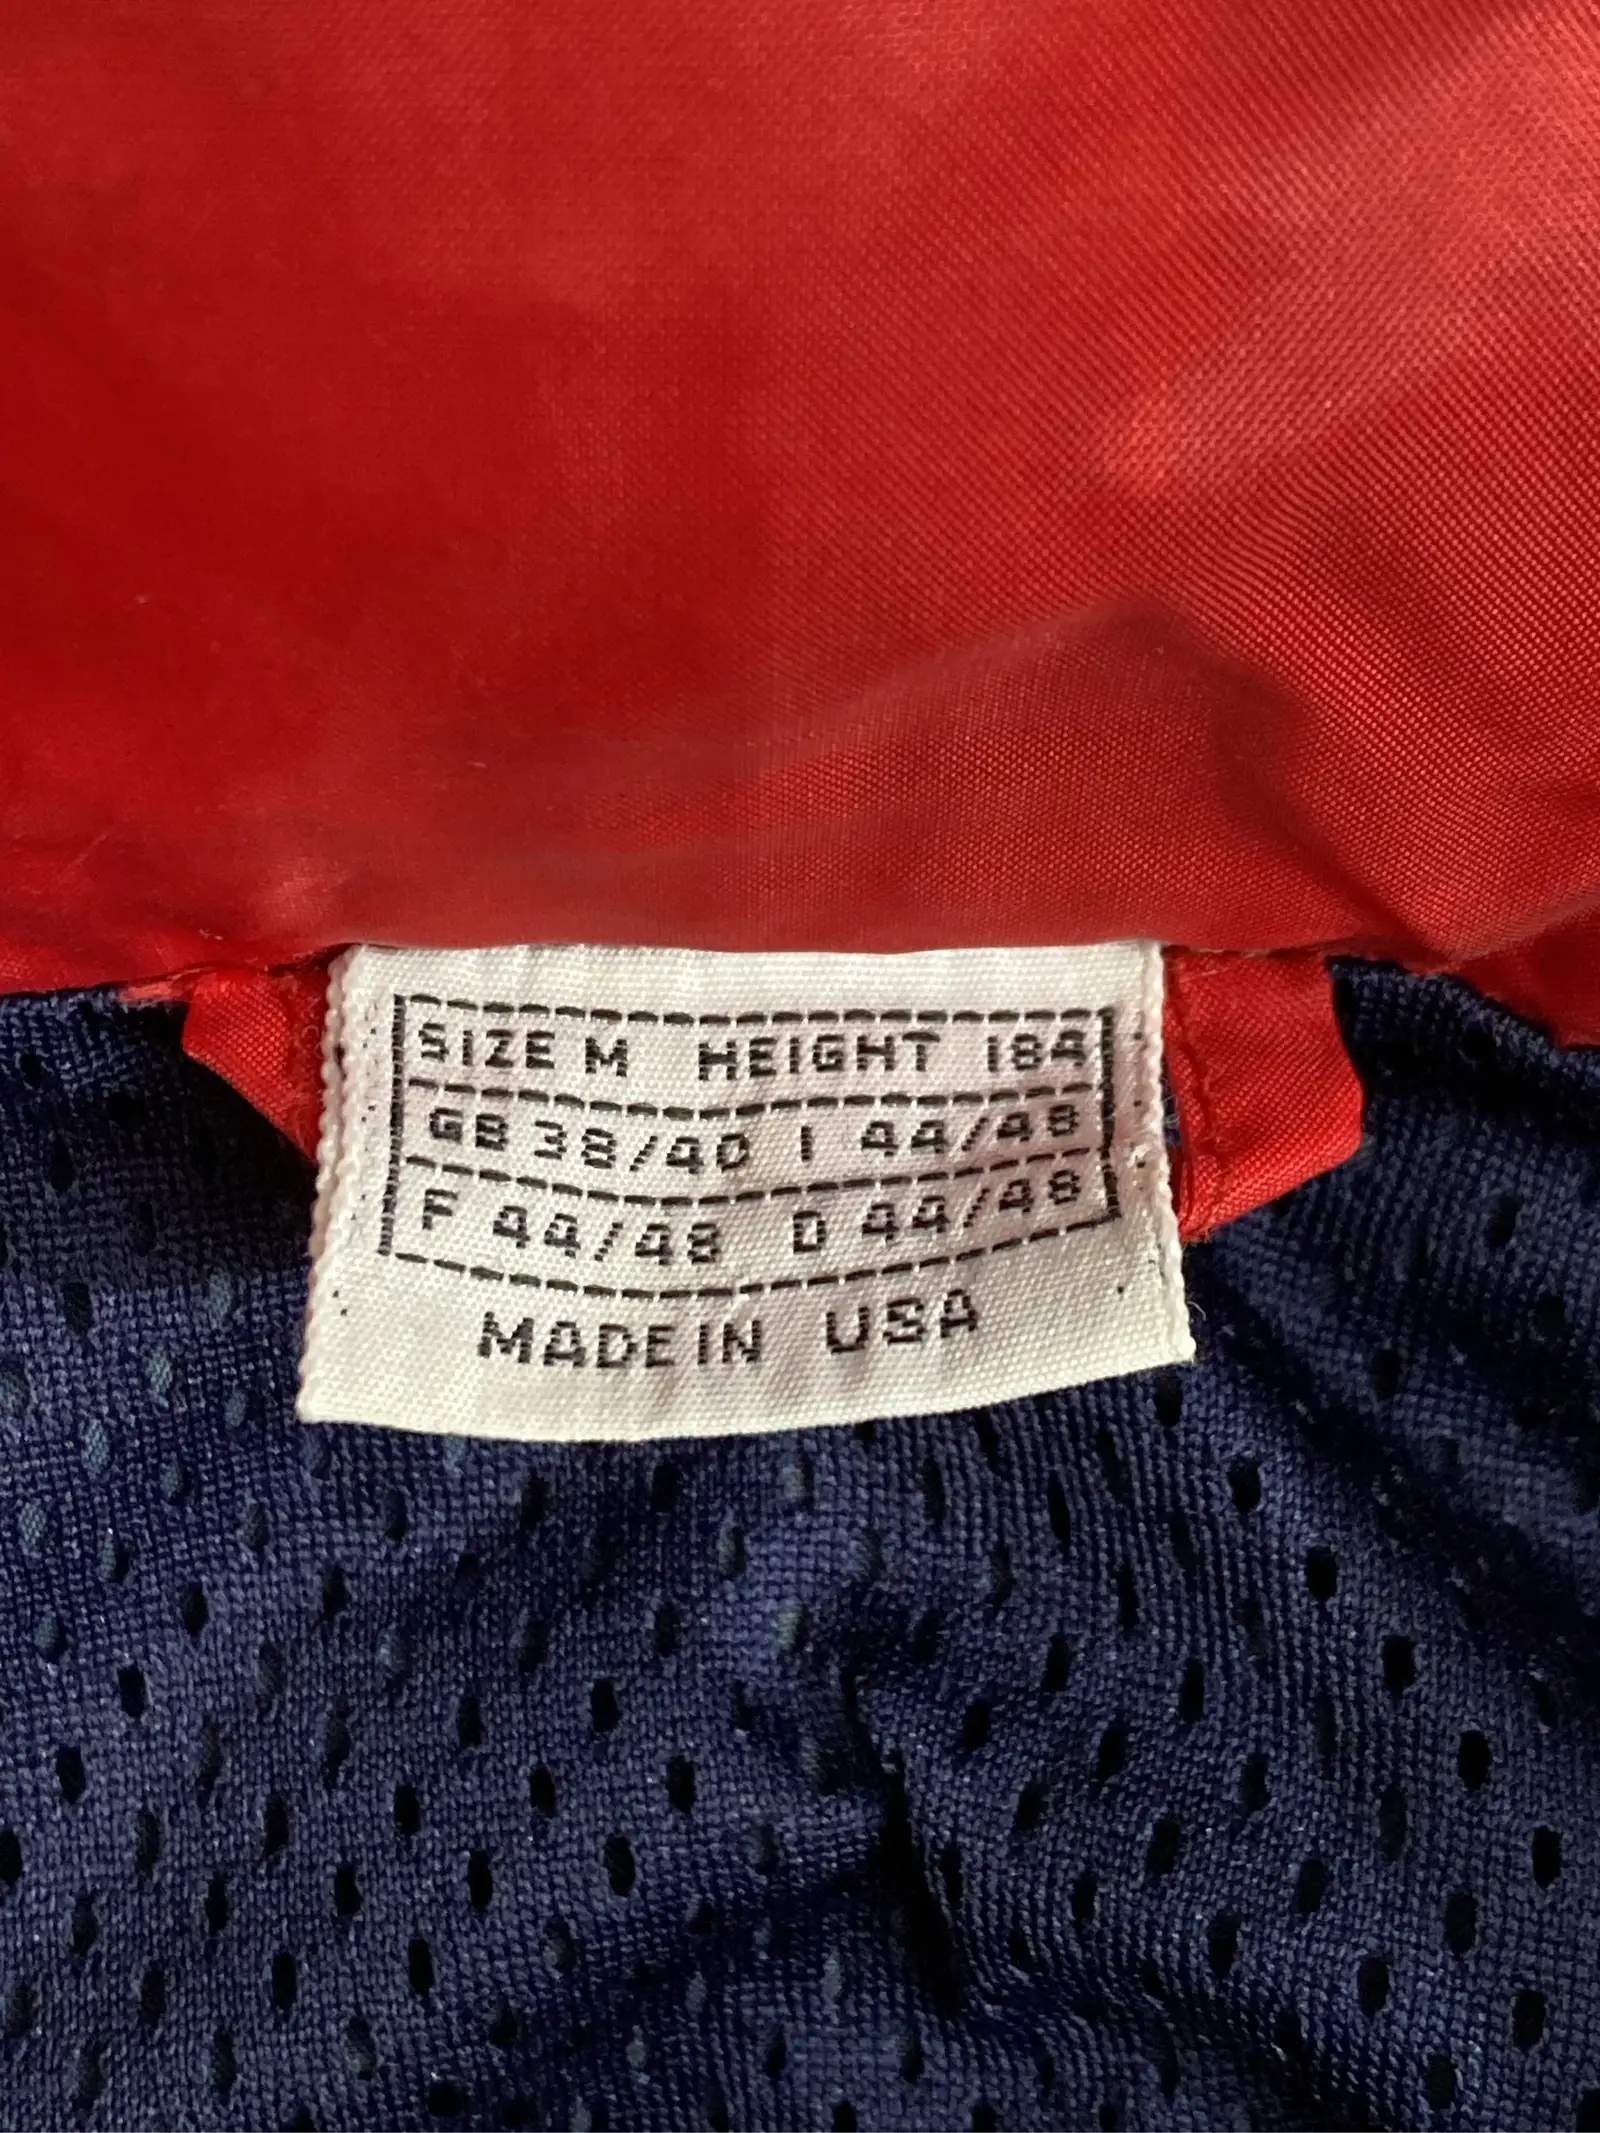 SIZE M HEIGHT 184
GB 38/40 I 44/48
F 44/48 D 44/48
MADE IN USA